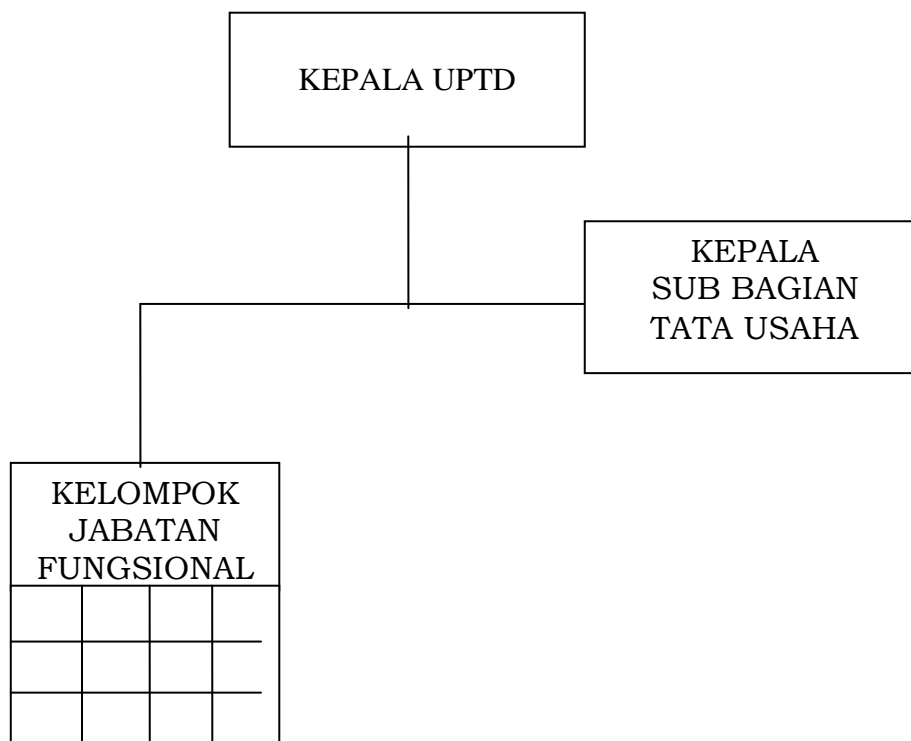 KEPALA UPTD
KEPALA
SUB BAGIAN
TATA USAHA
KELOMPOK
JABATAN
FUNGSIONAL